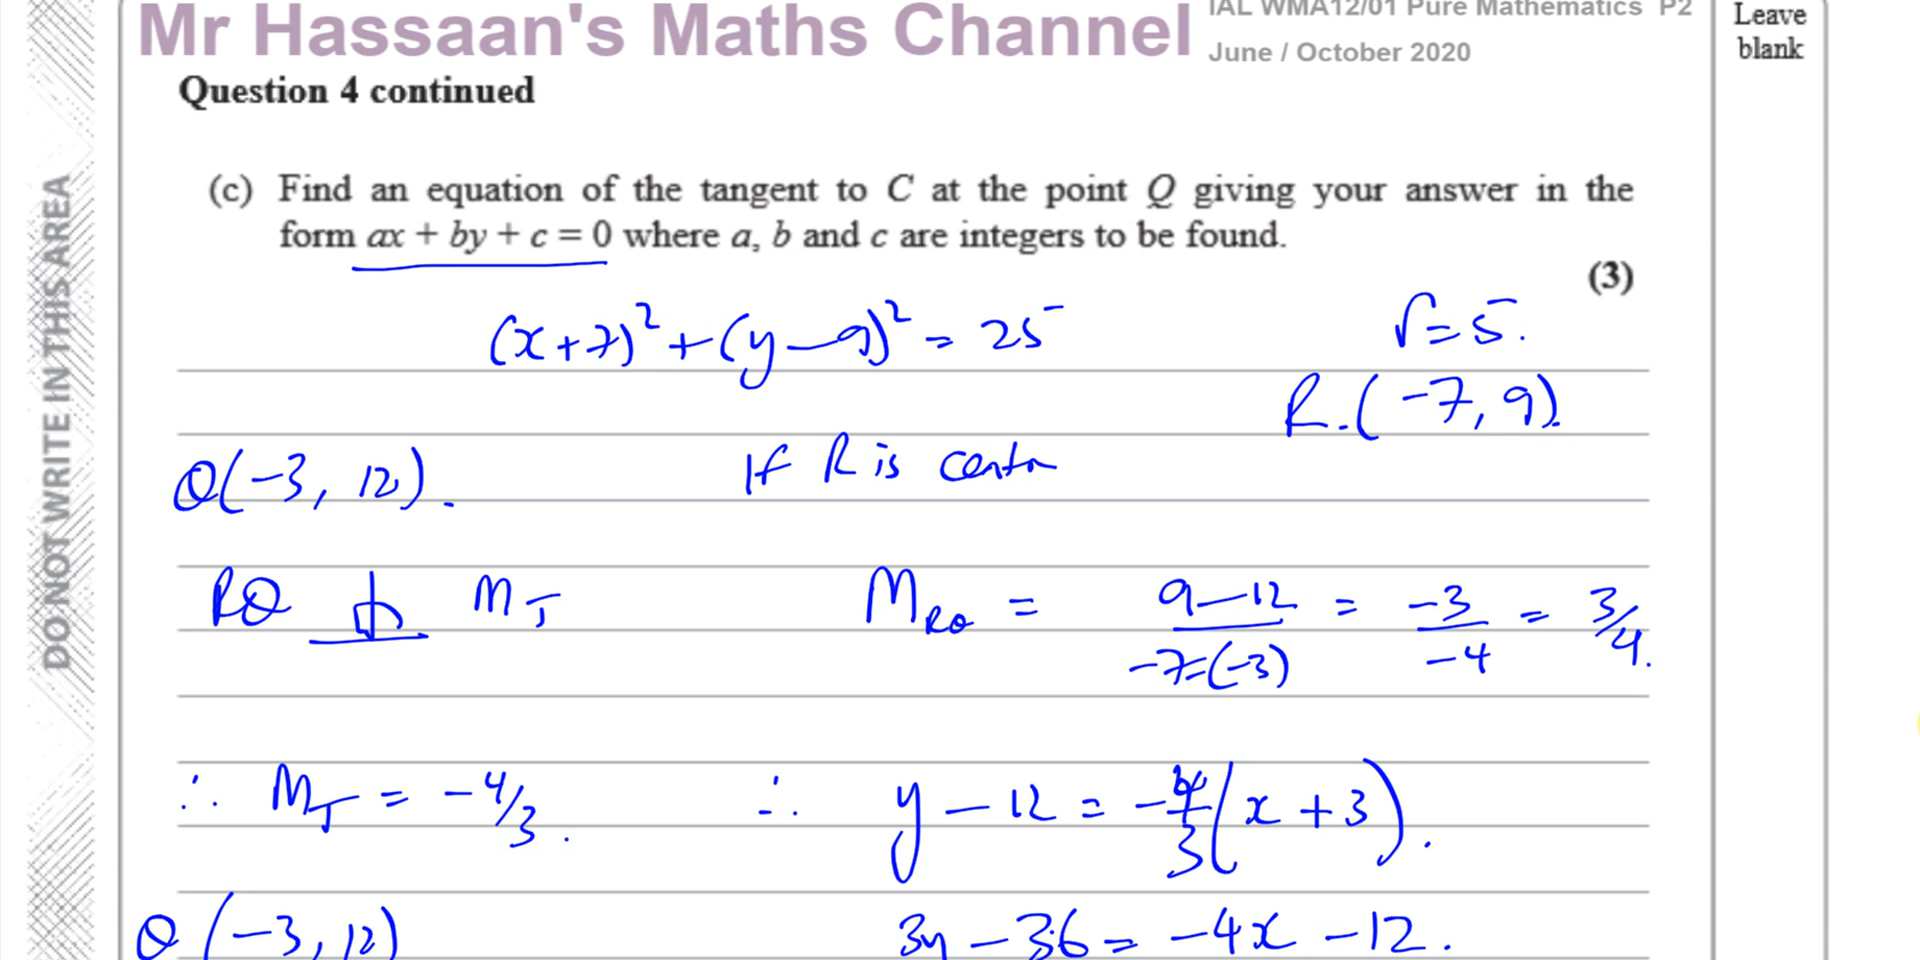 Mr Hassaan's Maths Channel
IAL WMA12/01 Pure Mathematics P2
June / October 2020
Leave
blank
Question 4 continued
(c) Find an equation of the tangent to C at the point Q giving your answer in the
form ax + by + c = 0 where a, b and c are integers to be found.
(3)
(x+7)² + (y-9)² = 25
r = 5.
R.(-7, 9).
Q(-3, 12).
If R is centr
RQ ⊥ M_T
M_RQ = (9-12)/(-7-(-3)) = -3/-4 = 3/4.
∴ M_T = -4/3.
∴ y - 12 = -4/3 (x + 3).
Q (-3, 12)
3y - 36 = -4x - 12.
DO NOT WRITE IN THIS AREA